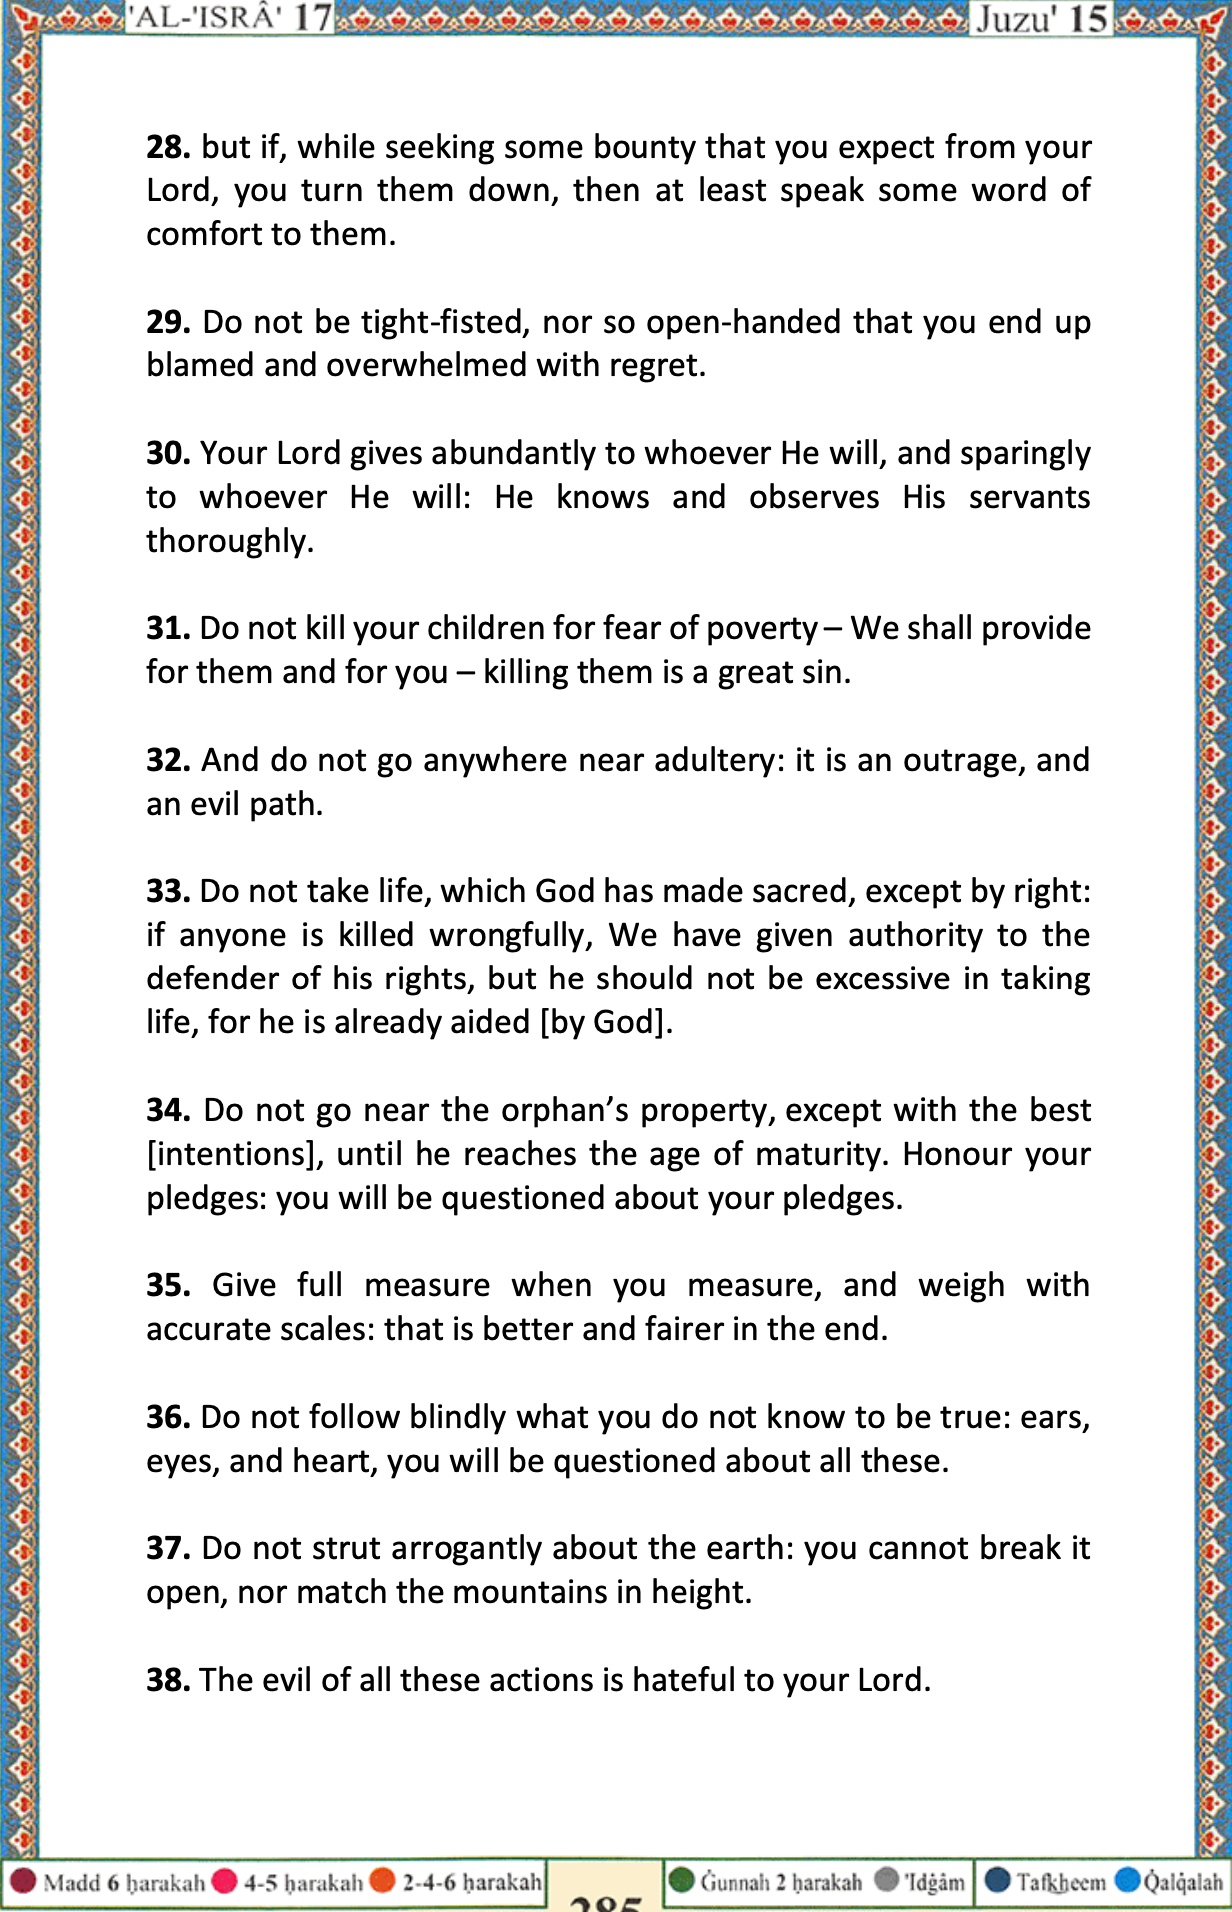 'AL-'ISRÂ' 17 Juzu' 15
28. but if, while seeking some bounty that you expect from your
Lord, you turn them down, then at least speak some word of
comfort to them.
29. Do not be tight-fisted, nor so open-handed that you end up
blamed and overwhelmed with regret.
30. Your Lord gives abundantly to whoever He will, and sparingly
to whoever He will: He knows and observes His servants
thoroughly.
31. Do not kill your children for fear of poverty – We shall provide
for them and for you – killing them is a great sin.
32. And do not go anywhere near adultery: it is an outrage, and
an evil path.
33. Do not take life, which God has made sacred, except by right:
if anyone is killed wrongfully, We have given authority to the
defender of his rights, but he should not be excessive in taking
life, for he is already aided [by God].
34. Do not go near the orphan’s property, except with the best
[intentions], until he reaches the age of maturity. Honour your
pledges: you will be questioned about your pledges.
35. Give full measure when you measure, and weigh with
accurate scales: that is better and fairer in the end.
36. Do not follow blindly what you do not know to be true: ears,
eyes, and heart, you will be questioned about all these.
37. Do not strut arrogantly about the earth: you cannot break it
open, nor match the mountains in height.
38. The evil of all these actions is hateful to your Lord.
Madd 6 ḥarakah 4-5 ḥarakah 2-4-6 ḥarakah 285 Ġunnah 2 ḥarakah 'Idġâm Tafkheem Q̇alq̇alah